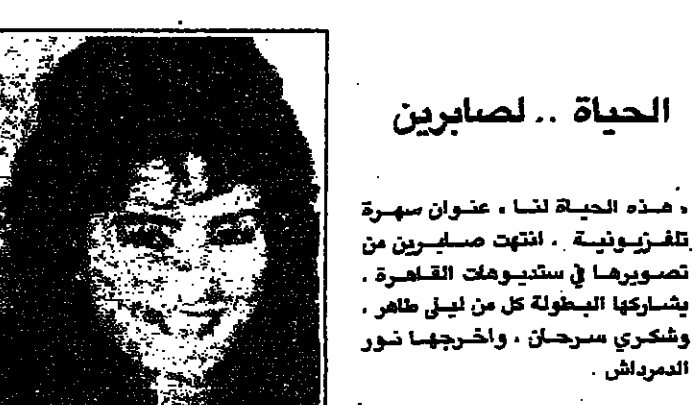 الحياة .. لصابرين
« هذه الحياة لنا » عنوان سهرة
تلفزيونية . انتهت صابرين من
تصويرها في ستديوهات القاهرة .
يشاركها البطولة كل من ليلى طاهر ،
وشكري سرحان ، واخرجها نور
الدمرداش .